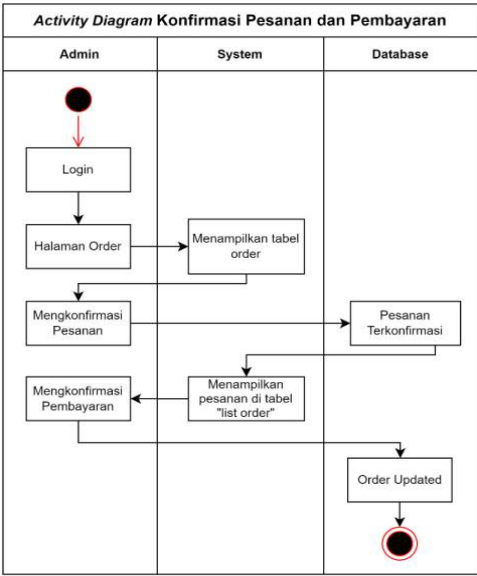 Activity Diagram Konfirmasi Pesanan dan Pembayaran
Admin
System
Database
Login
Halaman Order
Menampilkan tabel
order
Mengkonfirmasi
Pesanan
Pesanan
Terkonfirmasi
Menampilkan
pesanan di tabel
"list order"
Mengkonfirmasi
Pembayaran
Order Updated